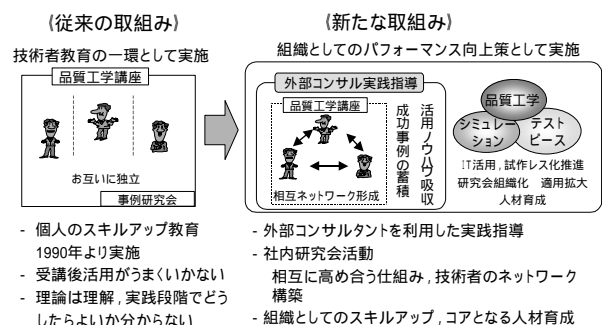 《従来の取組み》
技術者教育の一環として実施
品質工学講座
お互いに独立
事例研究会
- 個人のスキルアップ教育
1990年より実施
- 受講後活用がうまくいかない
- 理論は理解，実践段階でどう
したらよいか分からない
《新たな取組み》
組織としてのパフォーマンス向上策として実施
外部コンサル実践指導
品質工学講座
相互ネットワーク形成
活用ノウハウ吸収
成功事例の蓄積
品質工学
シミュレー
ション
テスト
ピース
IT活用，試作レス化推進
研究会組織化　適用拡大
人材育成
- 外部コンサルタントを利用した実践指導
- 社内研究会活動
相互に高め合う仕組み，技術者のネットワーク
構築
- 組織としてのスキルアップ，コアとなる人材育成